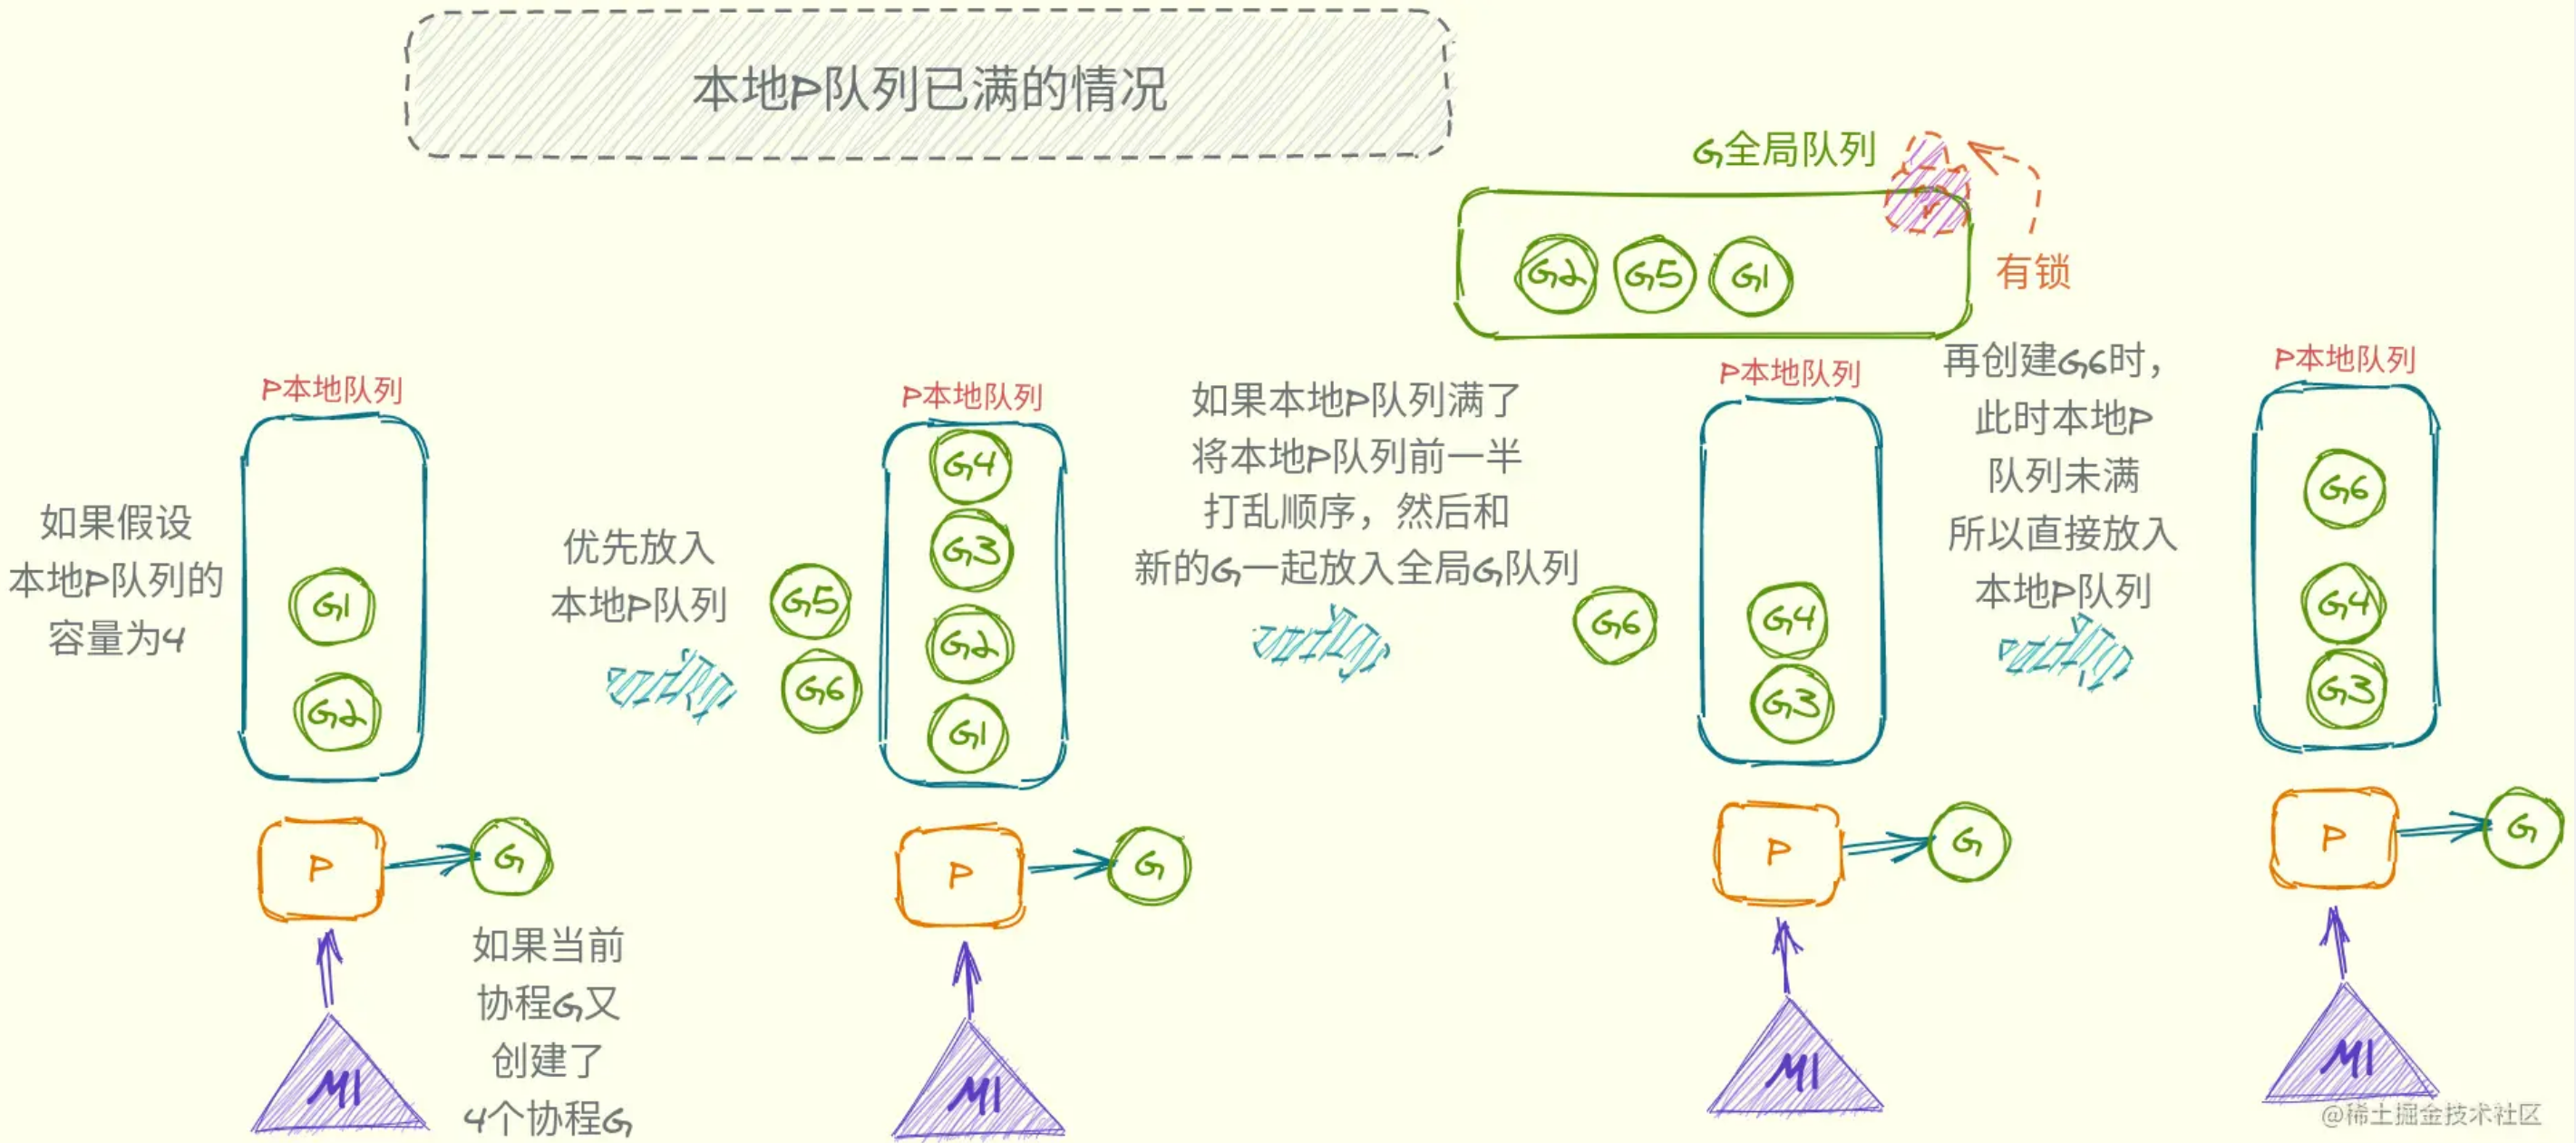 本地P队列已满的情况
G全局队列
G2
G5
G1
有锁
P本地队列
如果假设
本地P队列的
容量为4
G1
G2
P
G
M1
如果当前
协程G又
创建了
4个协程G
优先放入
本地P队列
G5
G6
P本地队列
G4
G3
G2
G1
P
G
M1
如果本地P队列满了
将本地P队列前一半
打乱顺序，然后和
新的G一起放入全局G队列
G6
P本地队列
G4
G3
P
G
M1
再创建G6时，
此时本地P
队列未满
所以直接放入
本地P队列
P本地队列
G6
G4
G3
P
G
M1
@稀土掘金技术社区